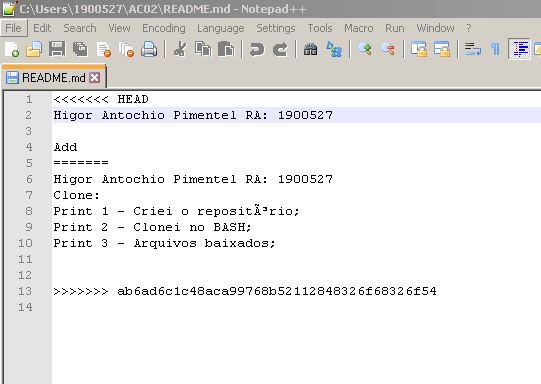 C:\Users\1900527\AC02\README.md - Notepad++
File Edit Search View Encoding Language Settings Tools Macro Run Window ?
README.md
1 <<<<<<< HEAD
2 Higor Antochio Pimentel RA: 1900527
3
4 Add
5 =======
6 Higor Antochio Pimentel RA: 1900527
7 Clone:
8 Print 1 - Criei o repositÃ³rio;
9 Print 2 - Clonei no BASH;
10 Print 3 - Arquivos baixados;
11
12
13 >>>>>>> ab6ad6c1c48aca99768b52112848326f68326f54
14